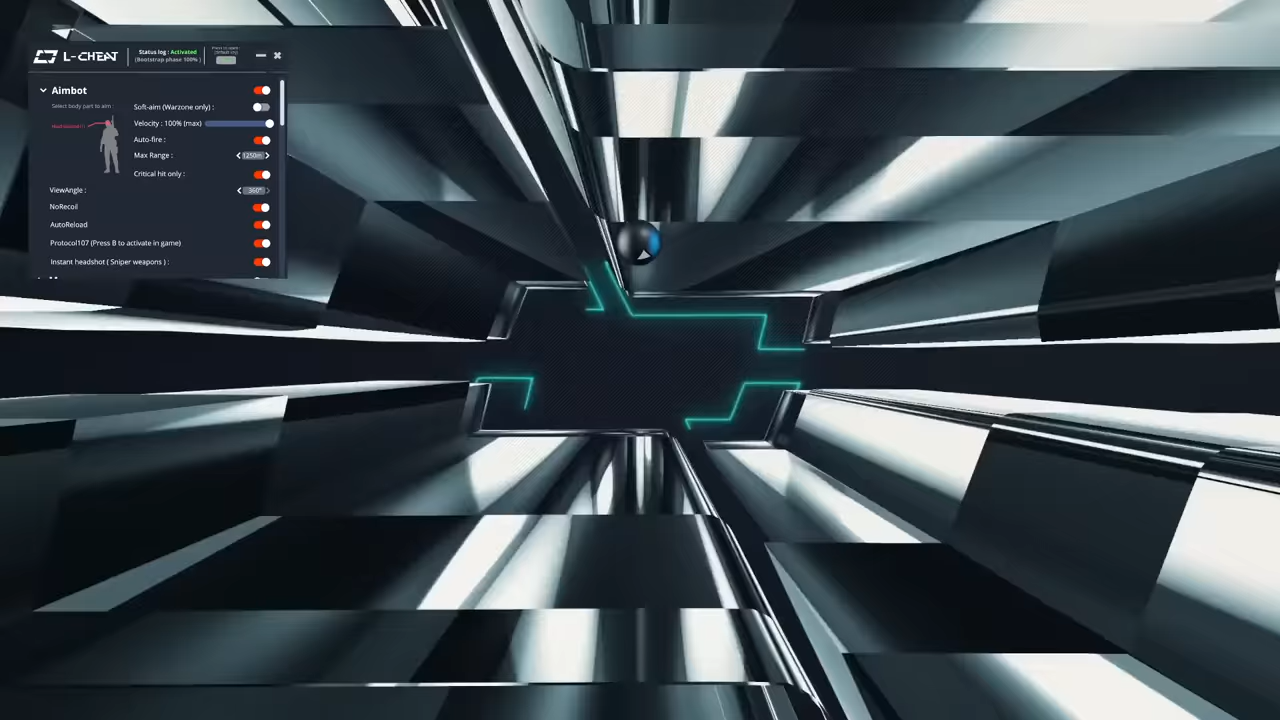 L-CHEAT
Status log : Activated
(Bootstrap phase 100% )
Aimbot
Select body part to aim :
Soft-aim (Warzone only) :
Velocity : 100% (max)
Auto-fire :
Max Range :
1250m
Critical hit only :
ViewAngle :
360°
NoRecoil
AutoReload
Protocol107 (Press B to activate in game)
Instant headshot ( Sniper weapons ) :